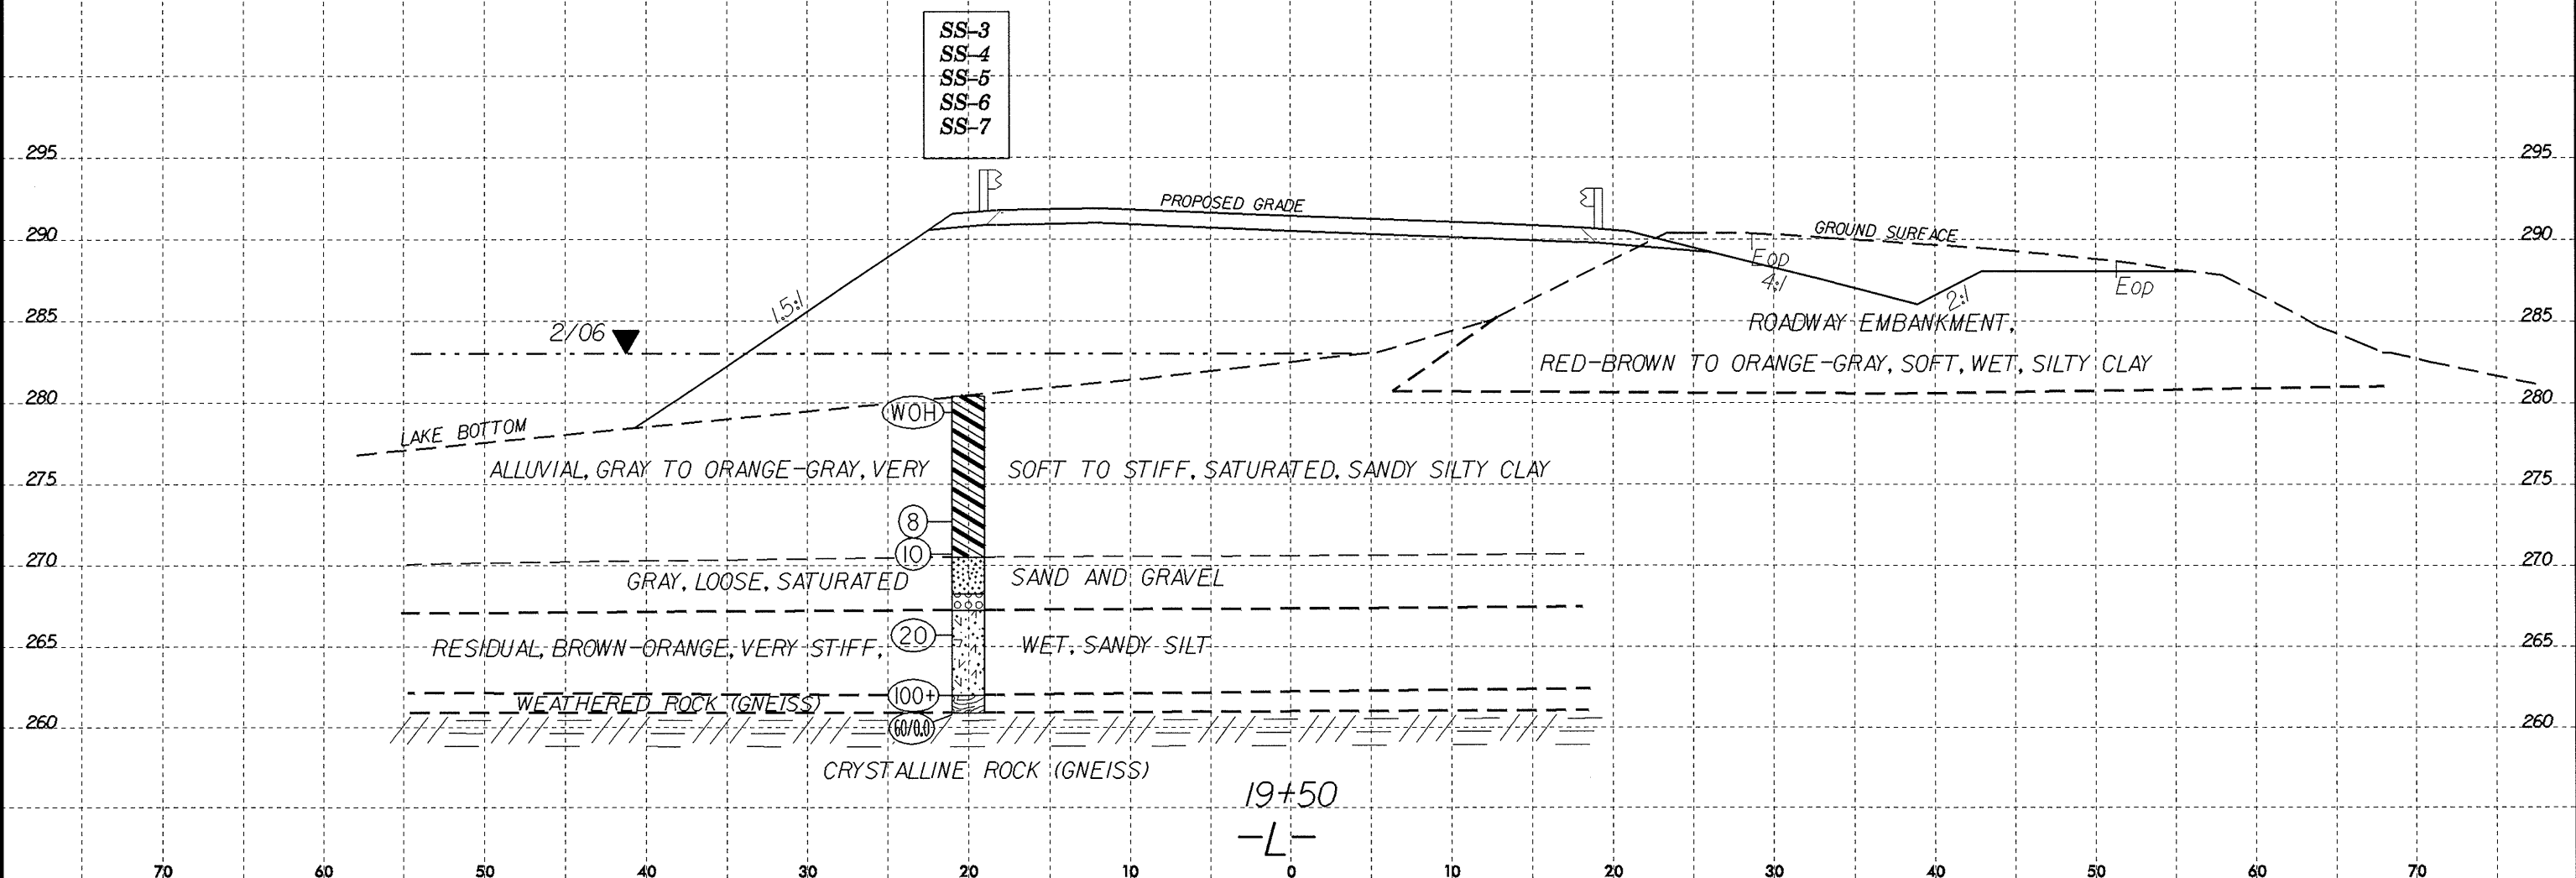 SS-3
SS-4
SS-5
SS-6
SS-7
295 295
PROPOSED GRADE
290 GROUND SURFACE 290
Eop
4:1
Eop
2:1
1.5:1
285 ROADWAY EMBANKMENT, 285
2/06
RED-BROWN TO ORANGE-GRAY, SOFT, WET, SILTY CLAY
280 WOH 280
LAKE BOTTOM
ALLUVIAL, GRAY TO ORANGE-GRAY, VERY SOFT TO STIFF, SATURATED, SANDY SILTY CLAY
275 275
8
10
270 270
GRAY, LOOSE, SATURATED SAND AND GRAVEL
20
265 RESIDUAL, BROWN-ORANGE, VERY STIFF, WET, SANDY SILT 265
100+
WEATHERED ROCK (GNEISS)
260 60/0.0 260
CRYSTALLINE ROCK (GNEISS)
19+50
-L-
70 60 50 40 30 20 10 0 10 20 30 40 50 60 70